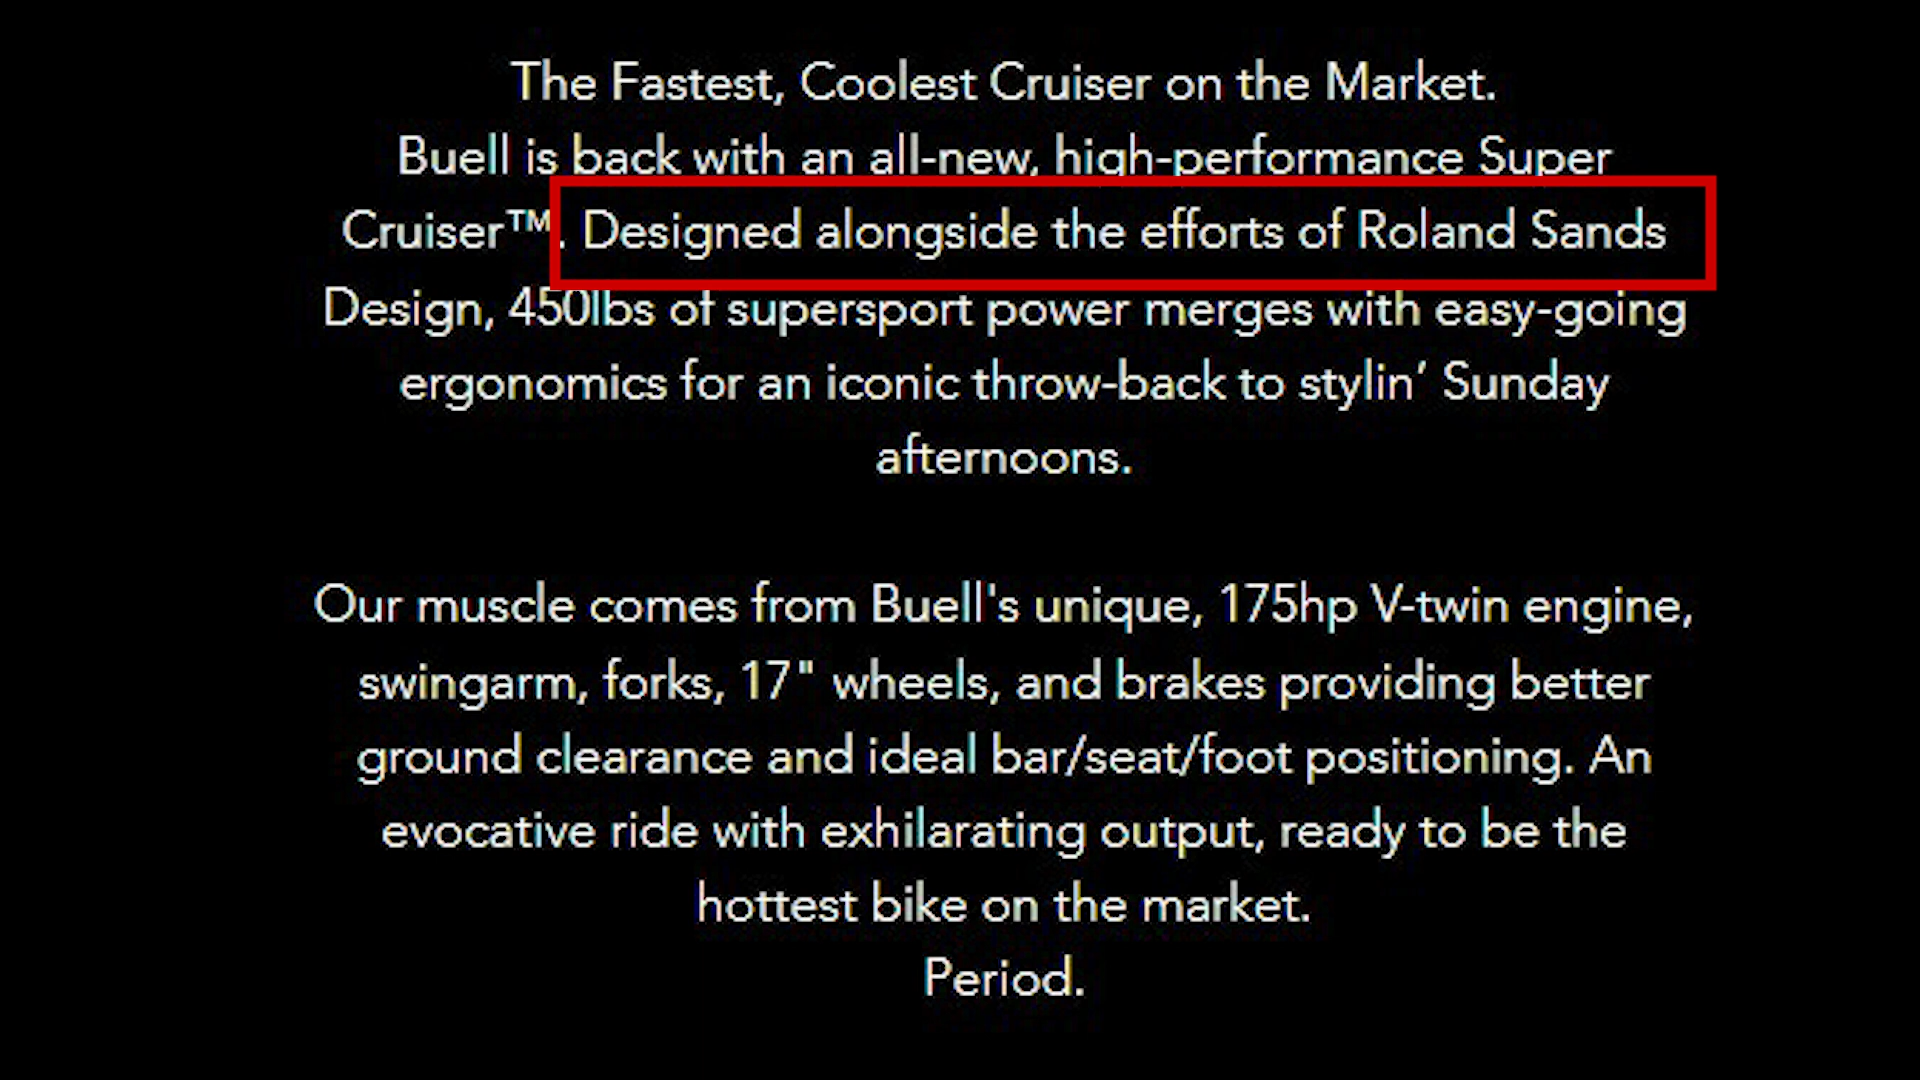 The Fastest, Coolest Cruiser on the Market.
Buell is back with an all-new, high-performance Super
Cruiser™. Designed alongside the efforts of Roland Sands
Design, 450lbs of supersport power merges with easy-going
ergonomics for an iconic throw-back to stylin’ Sunday
afternoons.
Our muscle comes from Buell's unique, 175hp V-twin engine,
swingarm, forks, 17" wheels, and brakes providing better
ground clearance and ideal bar/seat/foot positioning. An
evocative ride with exhilarating output, ready to be the
hottest bike on the market.
Period.